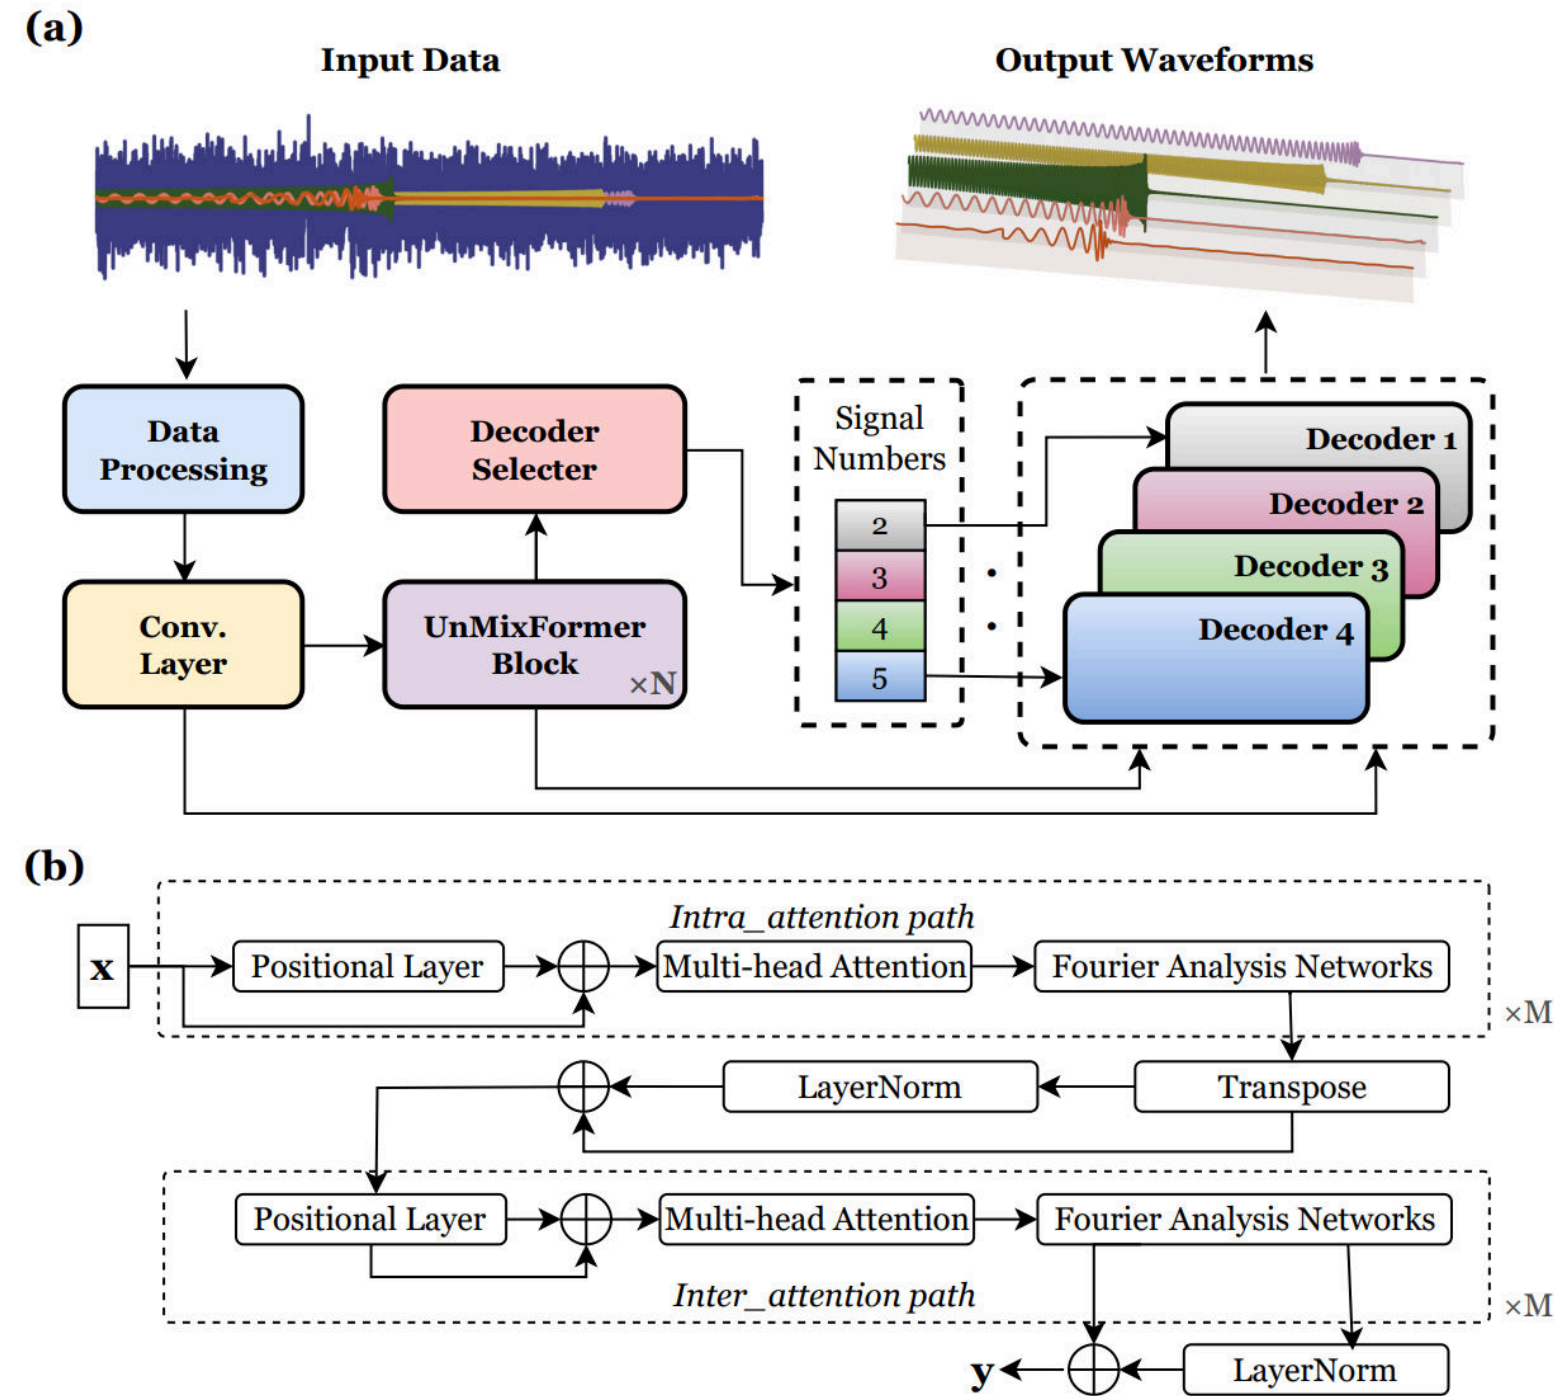 (a)
Input Data
Output Waveforms
Data
Processing
Decoder
Selecter
Signal
Numbers
2
3
4
5
Decoder 1
Decoder 2
Decoder 3
Decoder 4
Conv.
Layer
UnMixFormer
Block
×N
(b)
Intra_attention path
x
Positional Layer
Multi-head Attention
Fourier Analysis Networks
×M
LayerNorm
Transpose
Positional Layer
Multi-head Attention
Fourier Analysis Networks
Inter_attention path
×M
y
LayerNorm